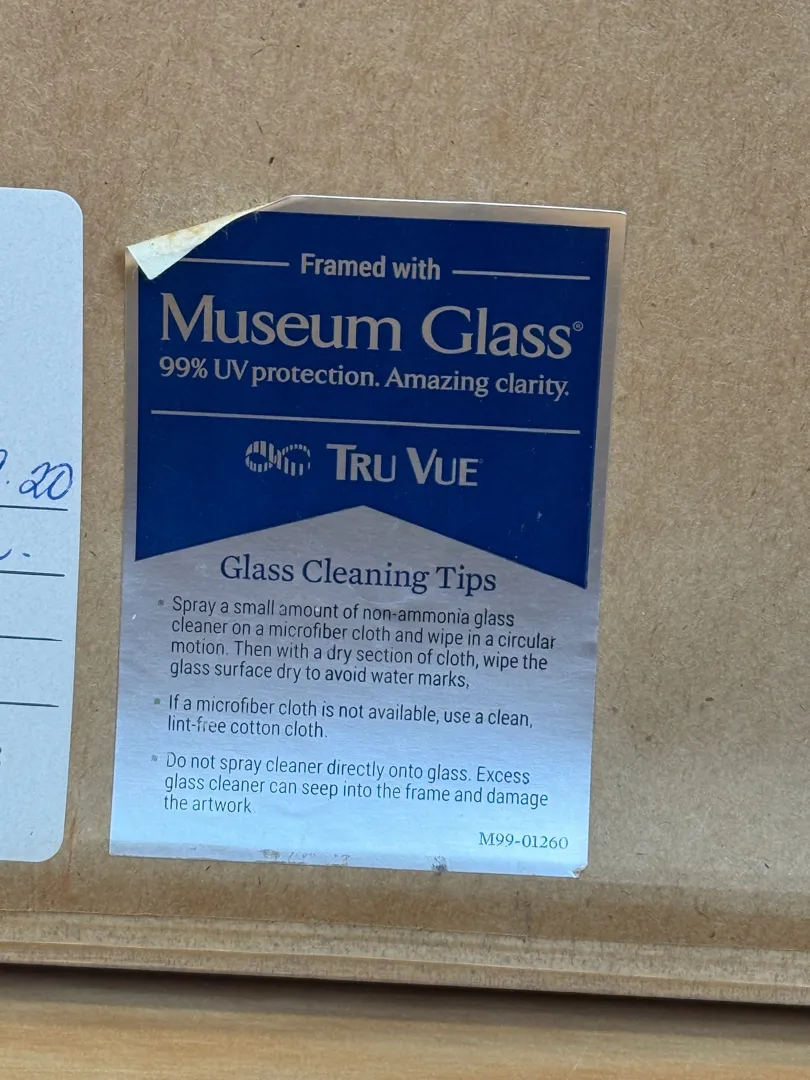 Framed with
Museum Glass®
99% UV protection. Amazing clarity.
TRU VUE
Glass Cleaning Tips
• Spray a small amount of non-ammonia glass
cleaner on a microfiber cloth and wipe in a circular
motion. Then with a dry section of cloth, wipe the
glass surface dry to avoid water marks,
• If a microfiber cloth is not available, use a clean,
lint-free cotton cloth.
• Do not spray cleaner directly onto glass. Excess
glass cleaner can seep into the frame and damage
the artwork
M99-01260
20